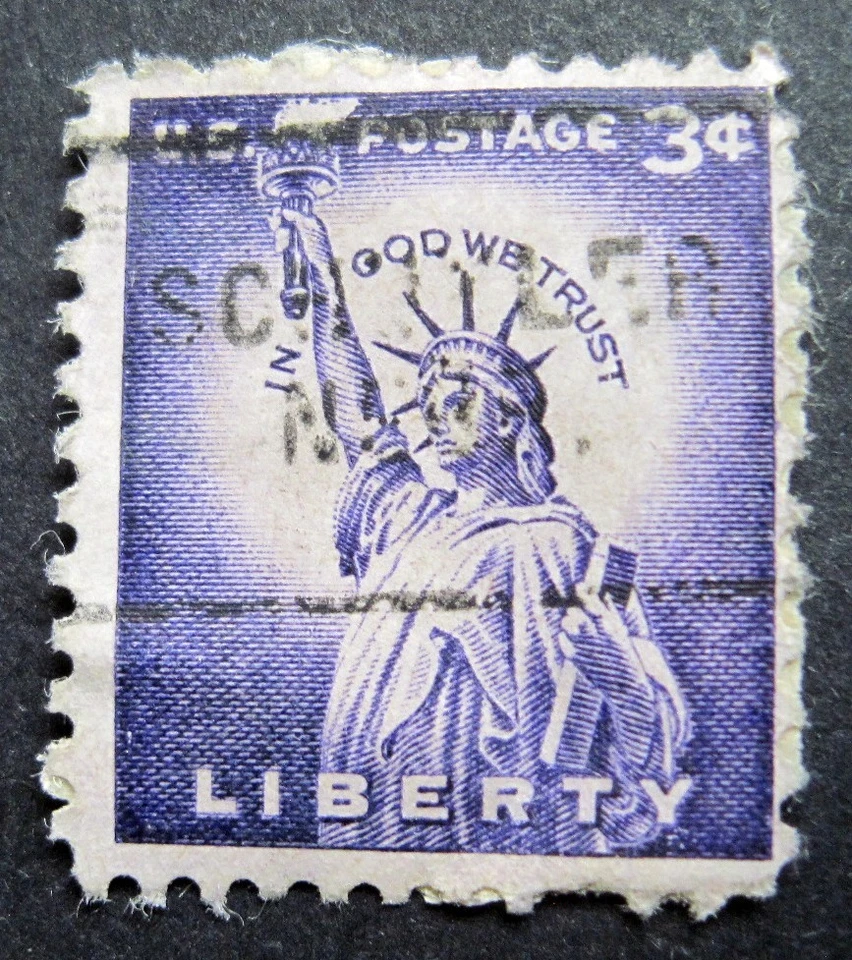 U.S. POSTAGE 3¢
IN GOD WE TRUST
LIBERTY